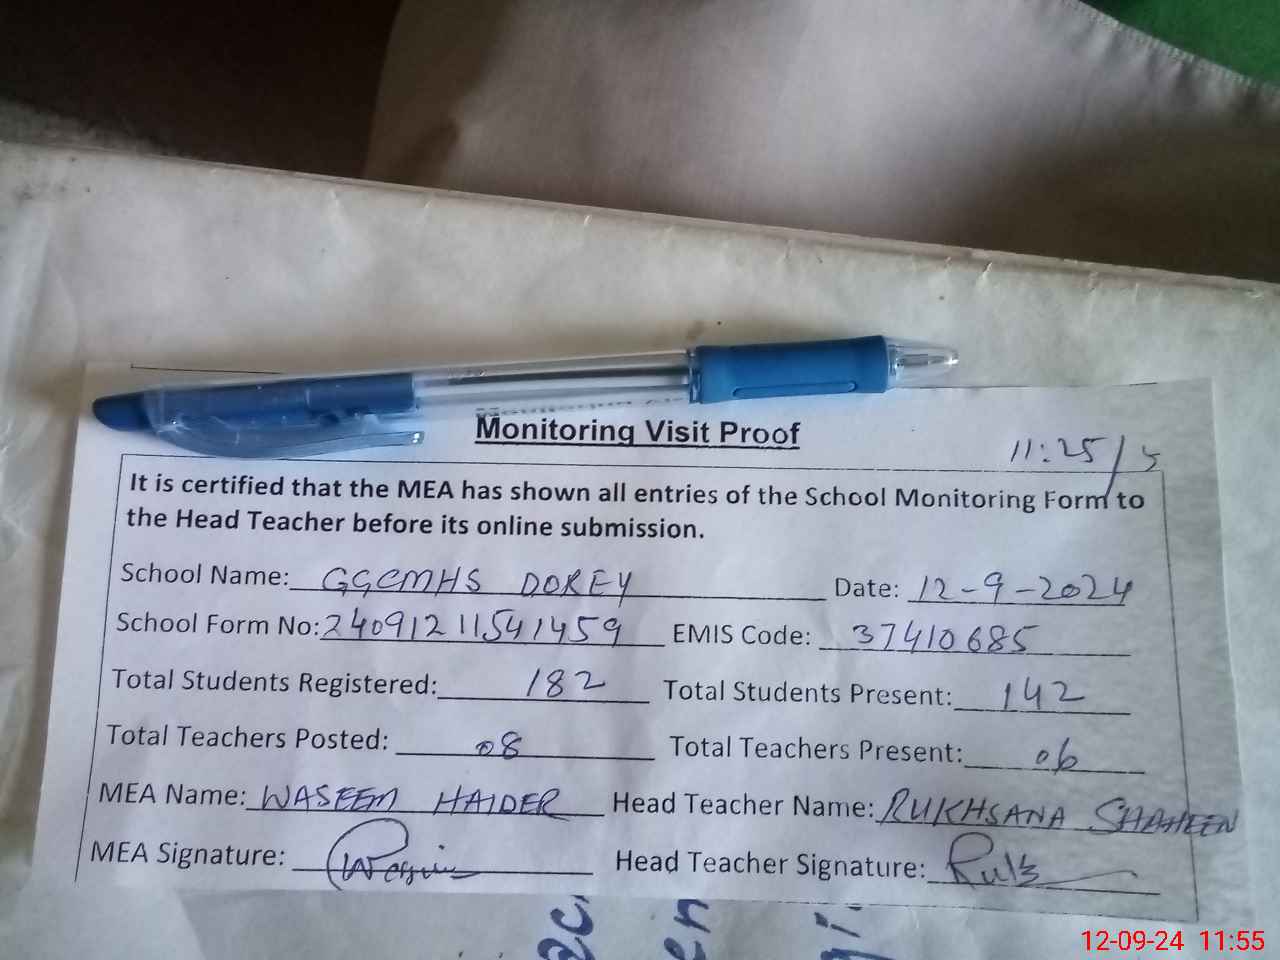 Monitoring Visit Proof
11:25/5
It is certified that the MEA has shown all entries of the School Monitoring Form to
the Head Teacher before its online submission.
School Name: GGCMHS DOREY Date: 12-9-2024
School Form No: 24091211541459 EMIS Code: 37410685
Total Students Registered: 182 Total Students Present: 142
Total Teachers Posted: 08 Total Teachers Present: 06
MEA Name: WASEEM HAIDER Head Teacher Name: RUKHSANA SHAHEEN
MEA Signature: Head Teacher Signature:
12-09-24 11:55